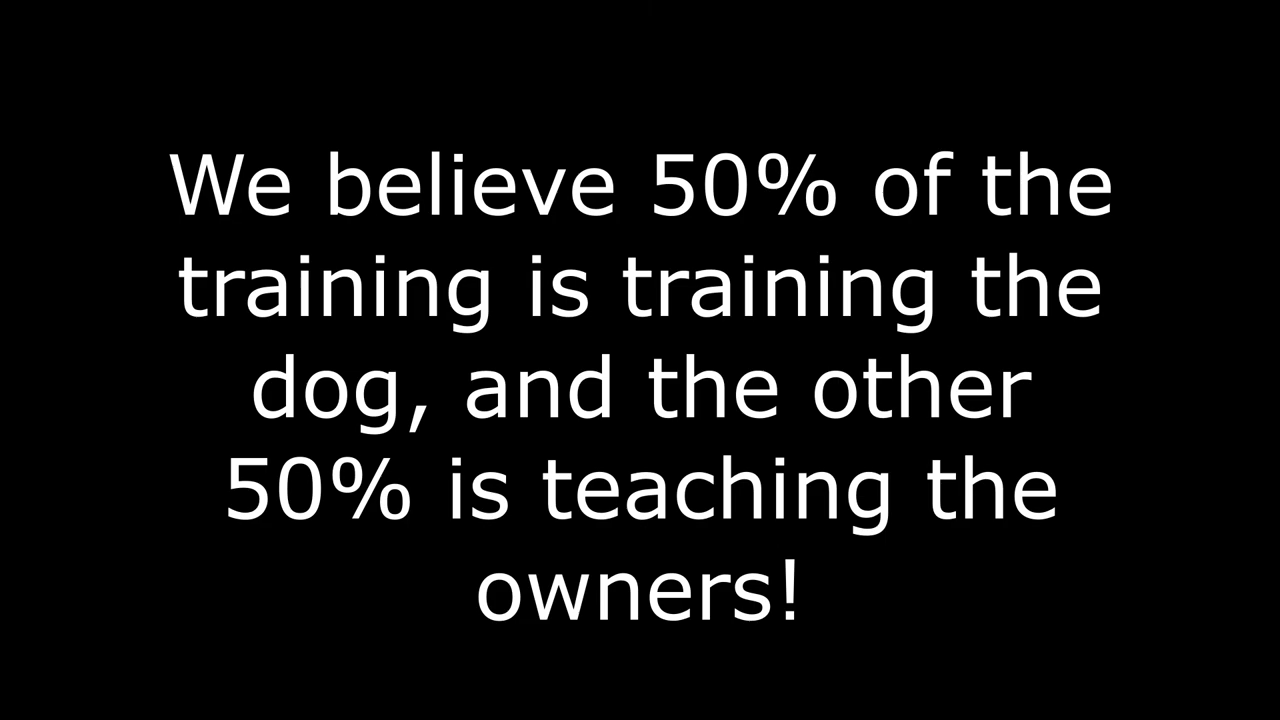 We believe 50% of the
training is training the
dog, and the other
50% is teaching the
owners!